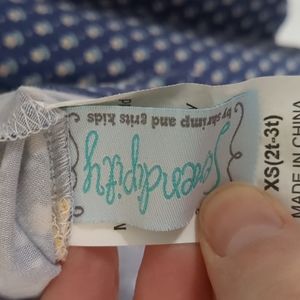 Serendipity
by shrimp and grits kids
XS(2t-3t)
MADE IN CHINA